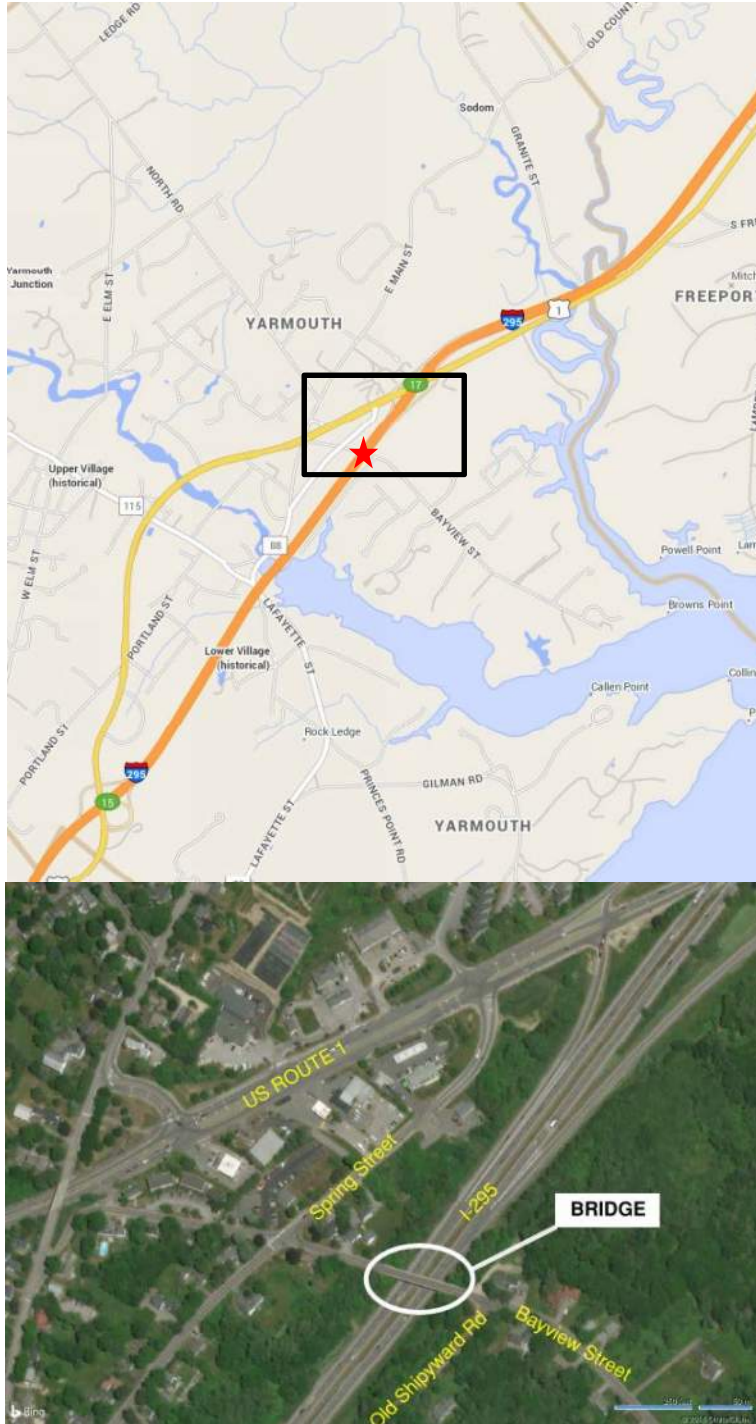 LEDGE RD
OLD COUNT
Sodom
GRANITE ST
NORTH RD
S FRE
Yarmouth
Junction
E ELM ST
E MAIN ST
Mitch
FREEPORT
295
1
YARMOUTH
17
Upper Village
(historical)
115
BAYVIEW ST
88
Powell Point
W ELM ST
Browns Point
LAFAYETTE ST
PORTLAND ST
Lower Village
(historical)
Callen Point
Collin
Rock Ledge
PORTLAND ST
295
GILMAN RD
15
PRINCES POINT RD
LAFAYETTE ST
YARMOUTH
US ROUTE 1
Spring Street
I-295
BRIDGE
Old Shipyward Rd
Bayview Street
Bing